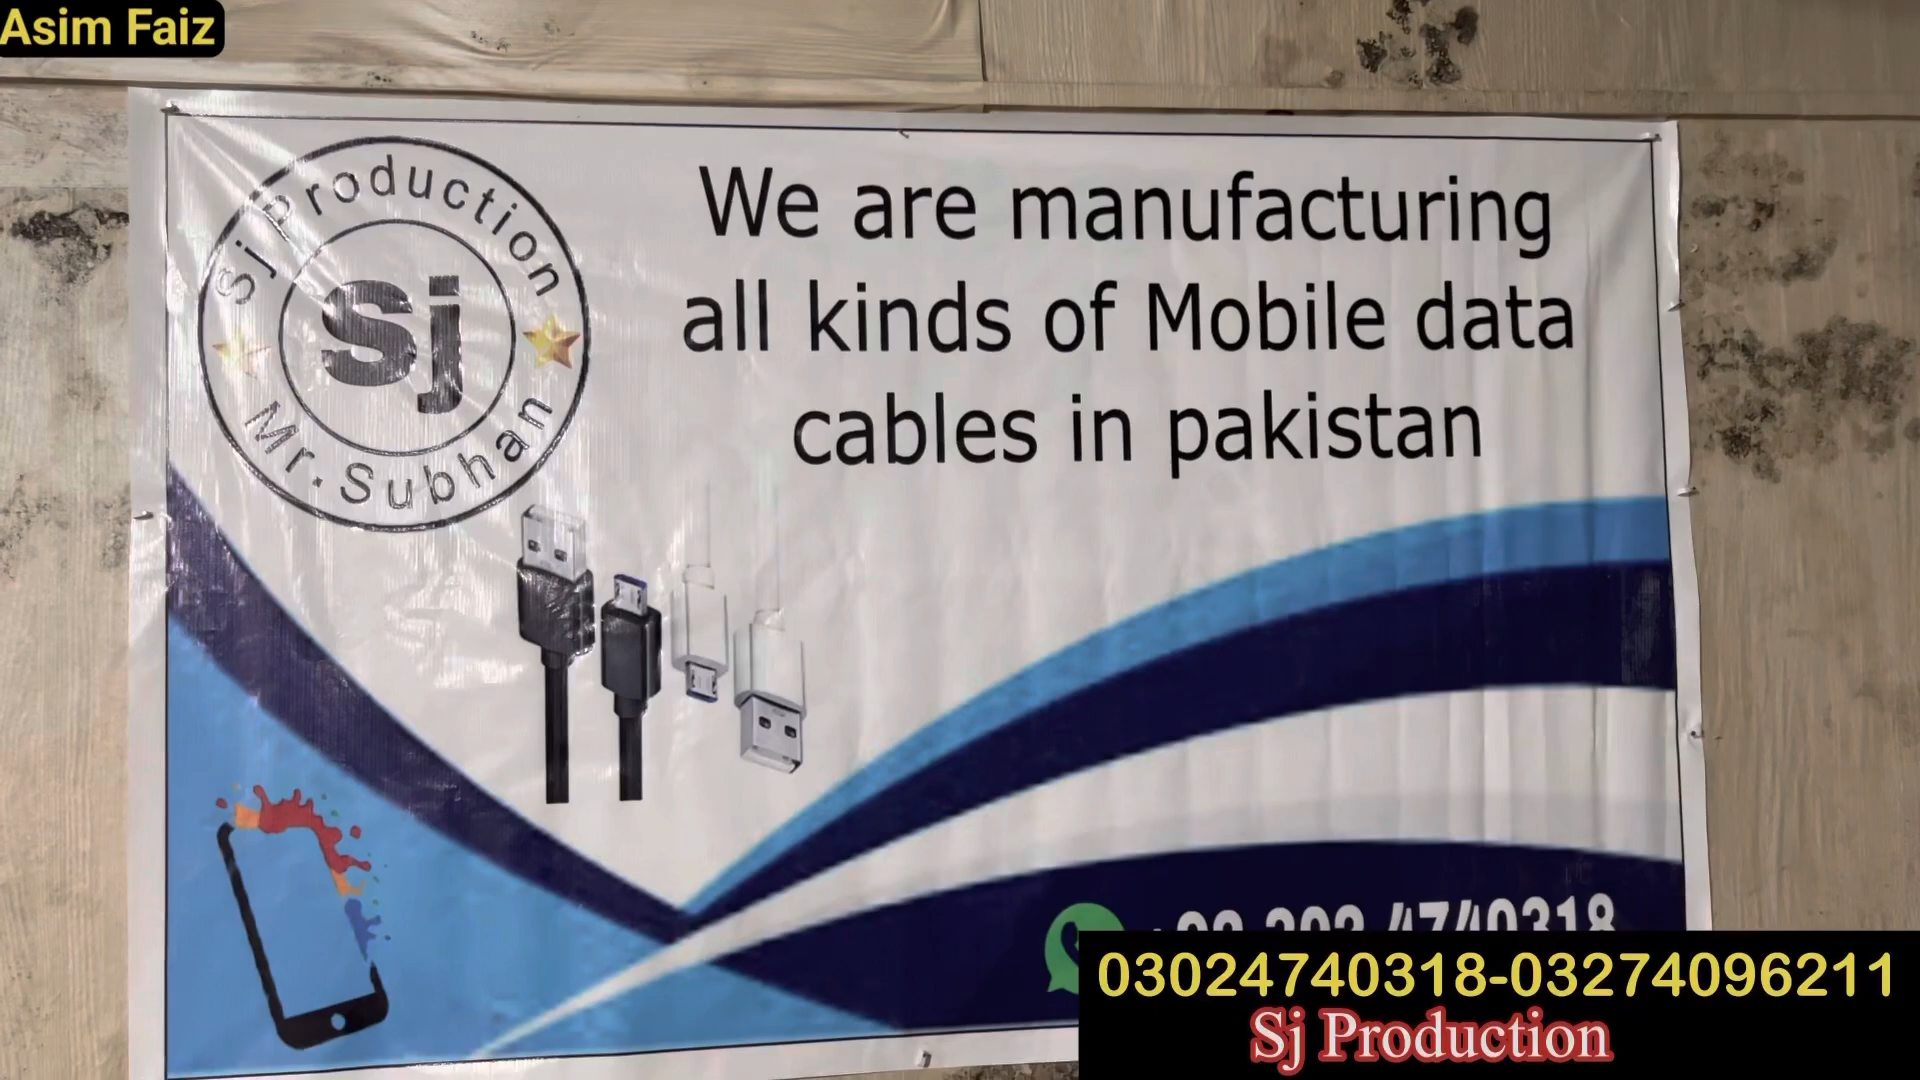 Asim Faiz
Sj Production
Sj
Mr.Subhan
We are manufacturing
all kinds of Mobile data
cables in pakistan
03024740318-03274096211
Sj Production